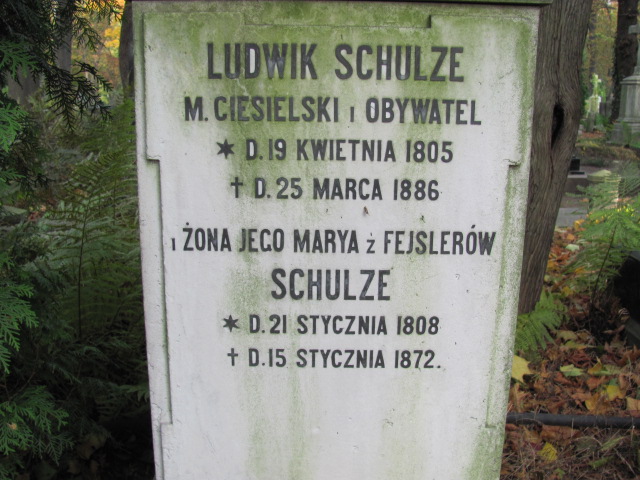 LUDWIK SCHULZE
M. CIESIELSKI I OBYWATEL
* D. 19 KWIETNIA 1805
† D. 25 MARCA 1886
I ŻONA JEGO MARYA Ż FEJSLERÓW
SCHULZE
* D. 21 STYCZNIA 1808
† D. 15 STYCZNIA 1872.